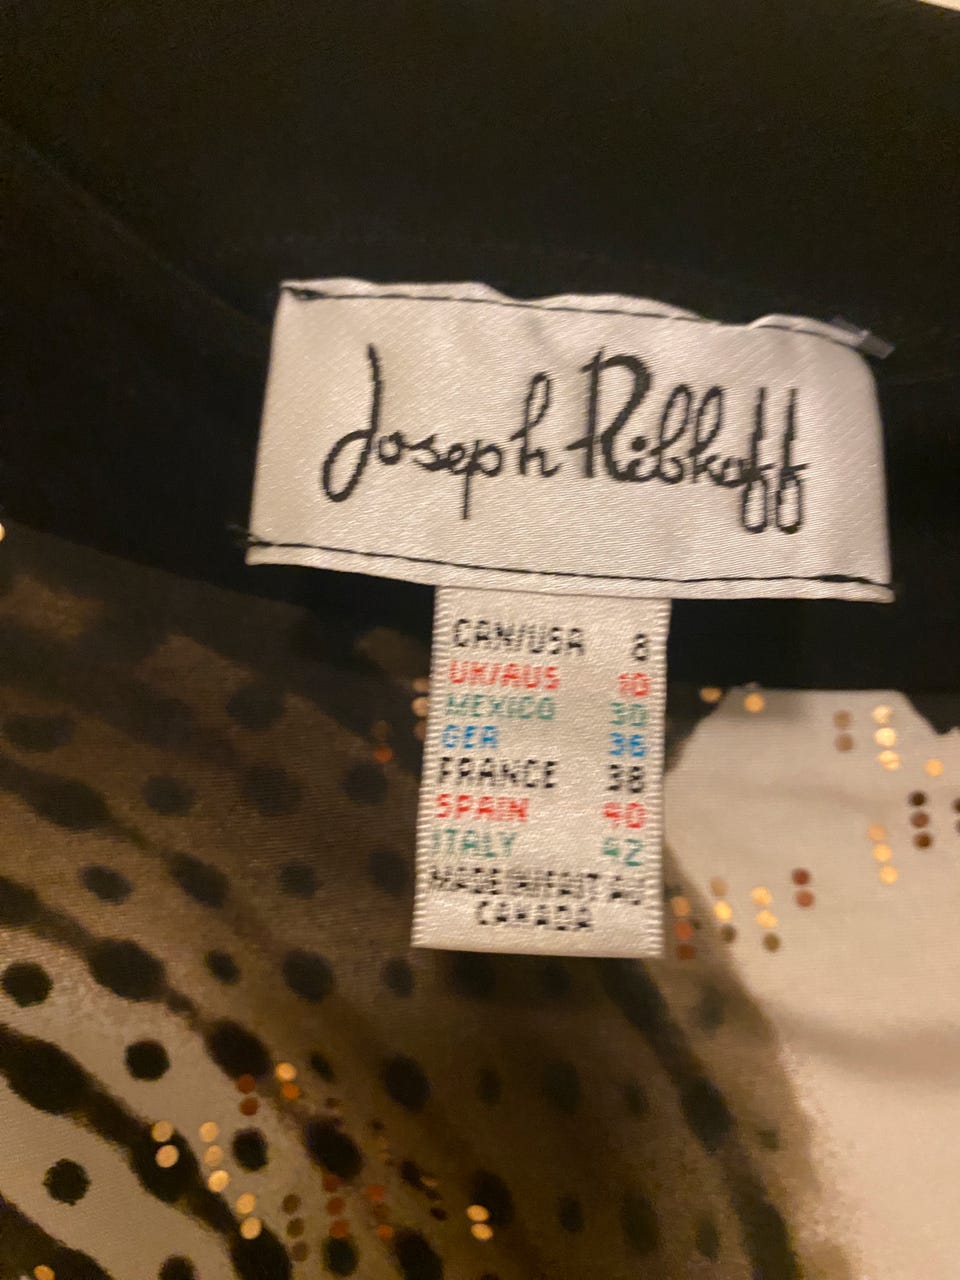 Joseph Ribkoff
CAN/USA 8
UK/AUS 10
MEXICO 30
GER 36
FRANCE 38
SPAIN 40
ITALY 42
MADE IN/FAIT AU
CANADA